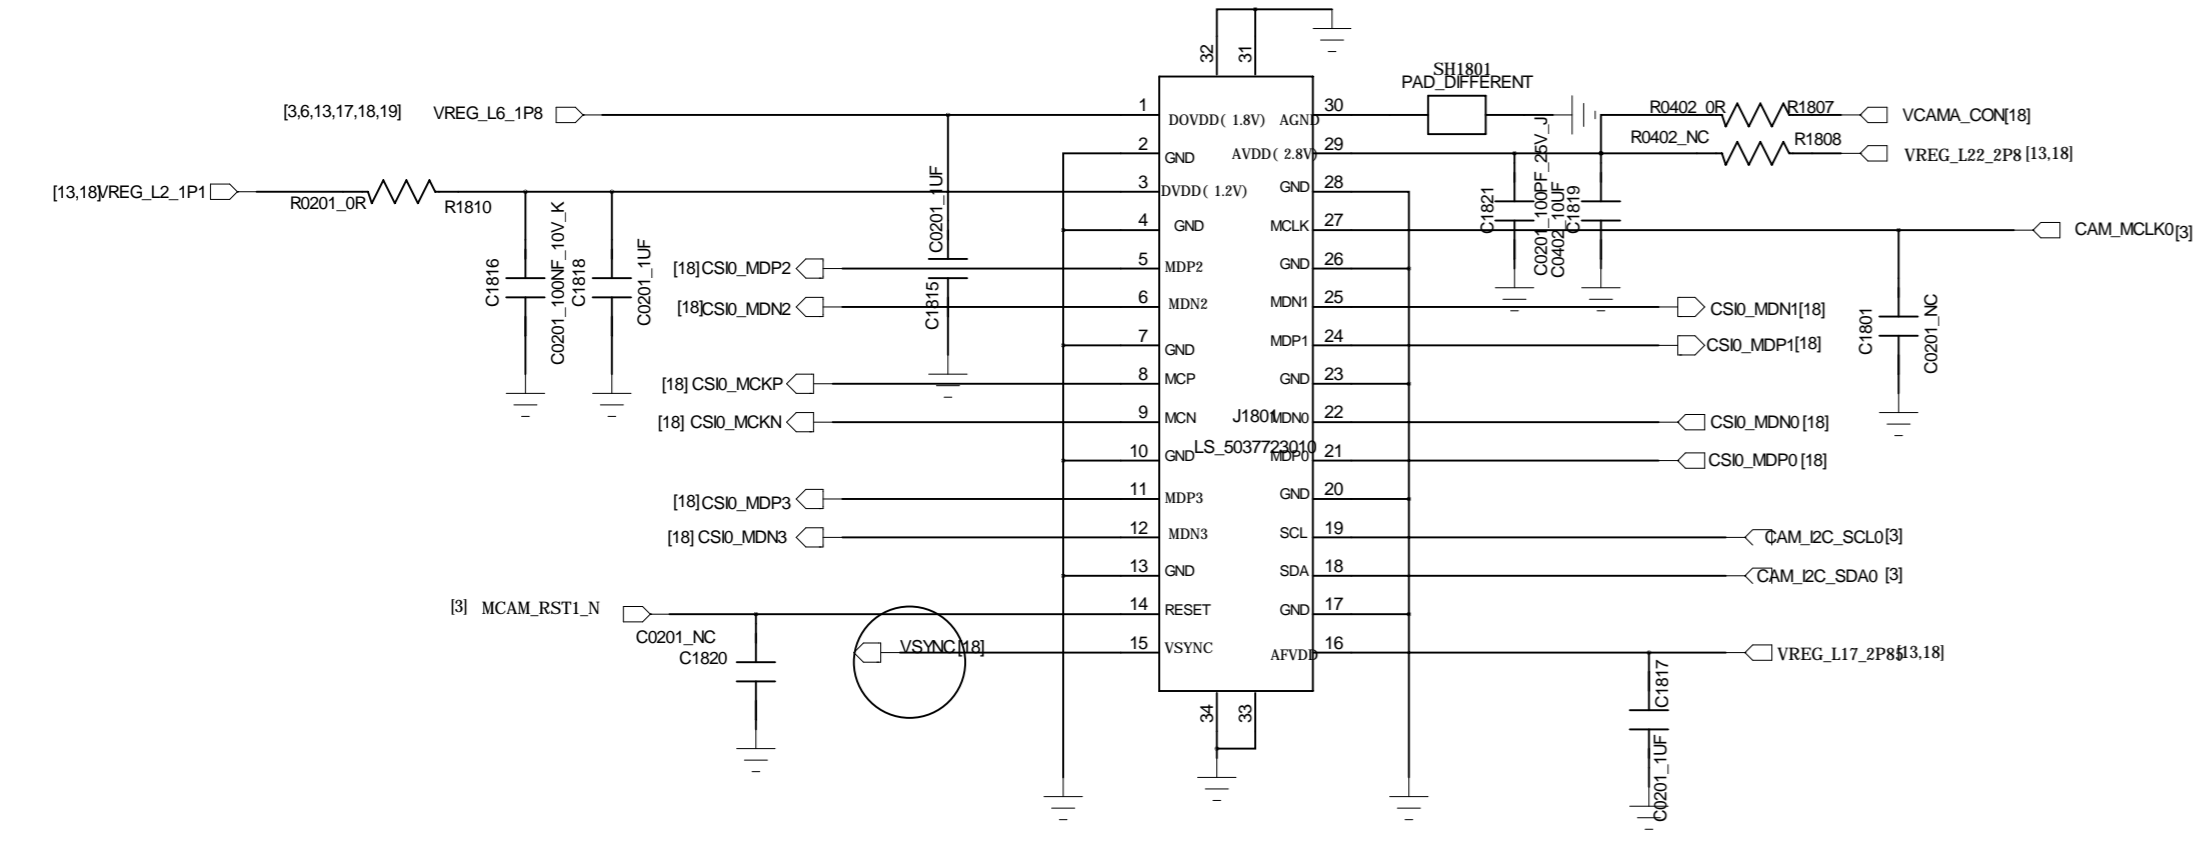 32
31
SH1801
PAD_DIFFERENT
[3,6,13,17,18,19] VREG_L6_1P8
1
DOVDD( 1.8V)
AGND
30
R0402_0R
R1807
VCAMA_CON[18]
2
GND
AVDD( 2.8V)
29
R0402_NC
R1808
VREG_L22_2P8 [13,18]
[13,18]VREG_L2_1P1
R0201_0R
R1810
3
DVDD( 1.2V)
GND
28
C1821
C0201_100PF_25V_J
C0402_10UF
C1819
4
GND
MCLK
27
CAM_MCLK0[3]
C1816
C0201_100NF_10V_K
C1818
C0201_1UF
C0201_1UF
C1815
[18]CSI0_MDP2
5
MDP2
GND
26
[18]CSI0_MDN2
6
MDN2
MDN1
25
CSI0_MDN1[18]
C1801
C0201_NC
7
GND
MDP1
24
CSI0_MDP1[18]
[18] CSI0_MCKP
8
MCP
GND
23
[18] CSI0_MCKN
9
MCN
J1801
MDN0
22
CSI0_MDN0[18]
LS_5037723010
10
GND
MDP0
21
CSI0_MDP0[18]
[18]CSI0_MDP3
11
MDP3
GND
20
[18] CSI0_MDN3
12
MDN3
SCL
19
CAM_I2C_SCL0[3]
13
GND
SDA
18
CAM_I2C_SDA0 [3]
[3] MCAM_RST1_N
14
RESET
GND
17
C0201_NC
C1820
VSYNC[18]
15
VSYNC
AFVDD
16
VREG_L17_2P85[13,18]
C1817
C0201_1UF
34
33